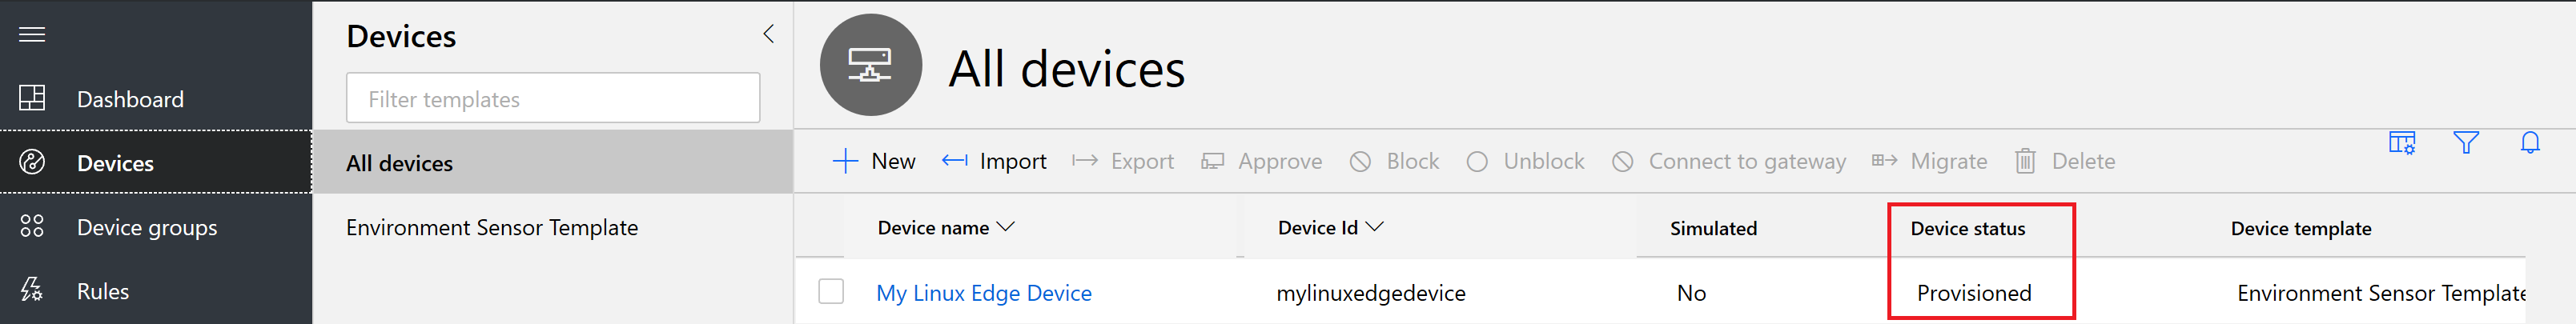 Devices
Filter templates
All devices
Environment Sensor Template
Dashboard
Devices
Device groups
Rules
All devices
New Import Export Approve Block Unblock Connect to gateway Migrate Delete
Device name Device Id Simulated Device status Device template
My Linux Edge Device mylinuxedgedevice No Provisioned Environment Sensor Template